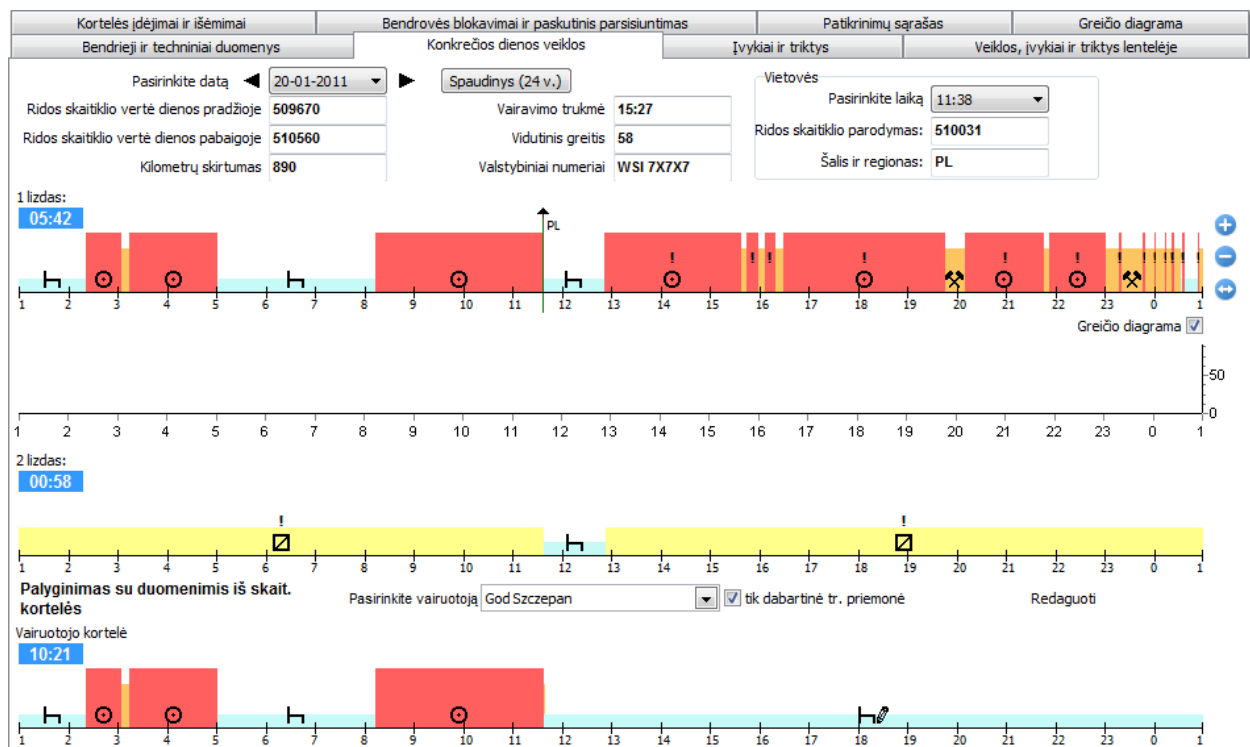 Kortelės įdėjimai ir išėmimai Bendrovės blokavimai ir paskutinis parsisiuntimas Patikrinimų sąrašas Greičio diagrama
Bendrieji ir techniniai duomenys Konkrečios dienos veiklos Įvykiai ir triktys Veiklos, įvykiai ir triktys lentelėje
Pasirinkite datą 20-01-2011 Spaudinys (24 v.) Vietovės
Ridos skaitiklio vertė dienos pradžioje 509670 Vairavimo trukmė 15:27 Pasirinkite laiką 11:38
Ridos skaitiklio vertė dienos pabaigoje 510560 Vidutinis greitis 58 Ridos skaitiklio parodymas: 510031
Kilometrų skirtumas 890 Valstybiniai numeriai WSI 7X7X7 Šalis ir regionas: PL
1 lizdas:
05:42
PL
! ! ! ! ! ! ! ! ! ! ! ! ! !
1 2 3 4 5 6 7 8 9 10 11 12 13 14 15 16 17 18 19 20 21 22 23 0 1
Greičio diagrama
50
0
1 2 3 4 5 6 7 8 9 10 11 12 13 14 15 16 17 18 19 20 21 22 23 0 1
2 lizdas:
00:58
! !
1 2 3 4 5 6 7 8 9 10 11 12 13 14 15 16 17 18 19 20 21 22 23 0 1
Palyginimas su duomenimis iš skait.
kortelės
Pasirinkite vairuotoją God Szczepan tik dabartinė tr. priemonė Redaguoti
Vairuotojo kortelė
10:21
1 2 3 4 5 6 7 8 9 10 11 12 13 14 15 16 17 18 19 20 21 22 23 0 1